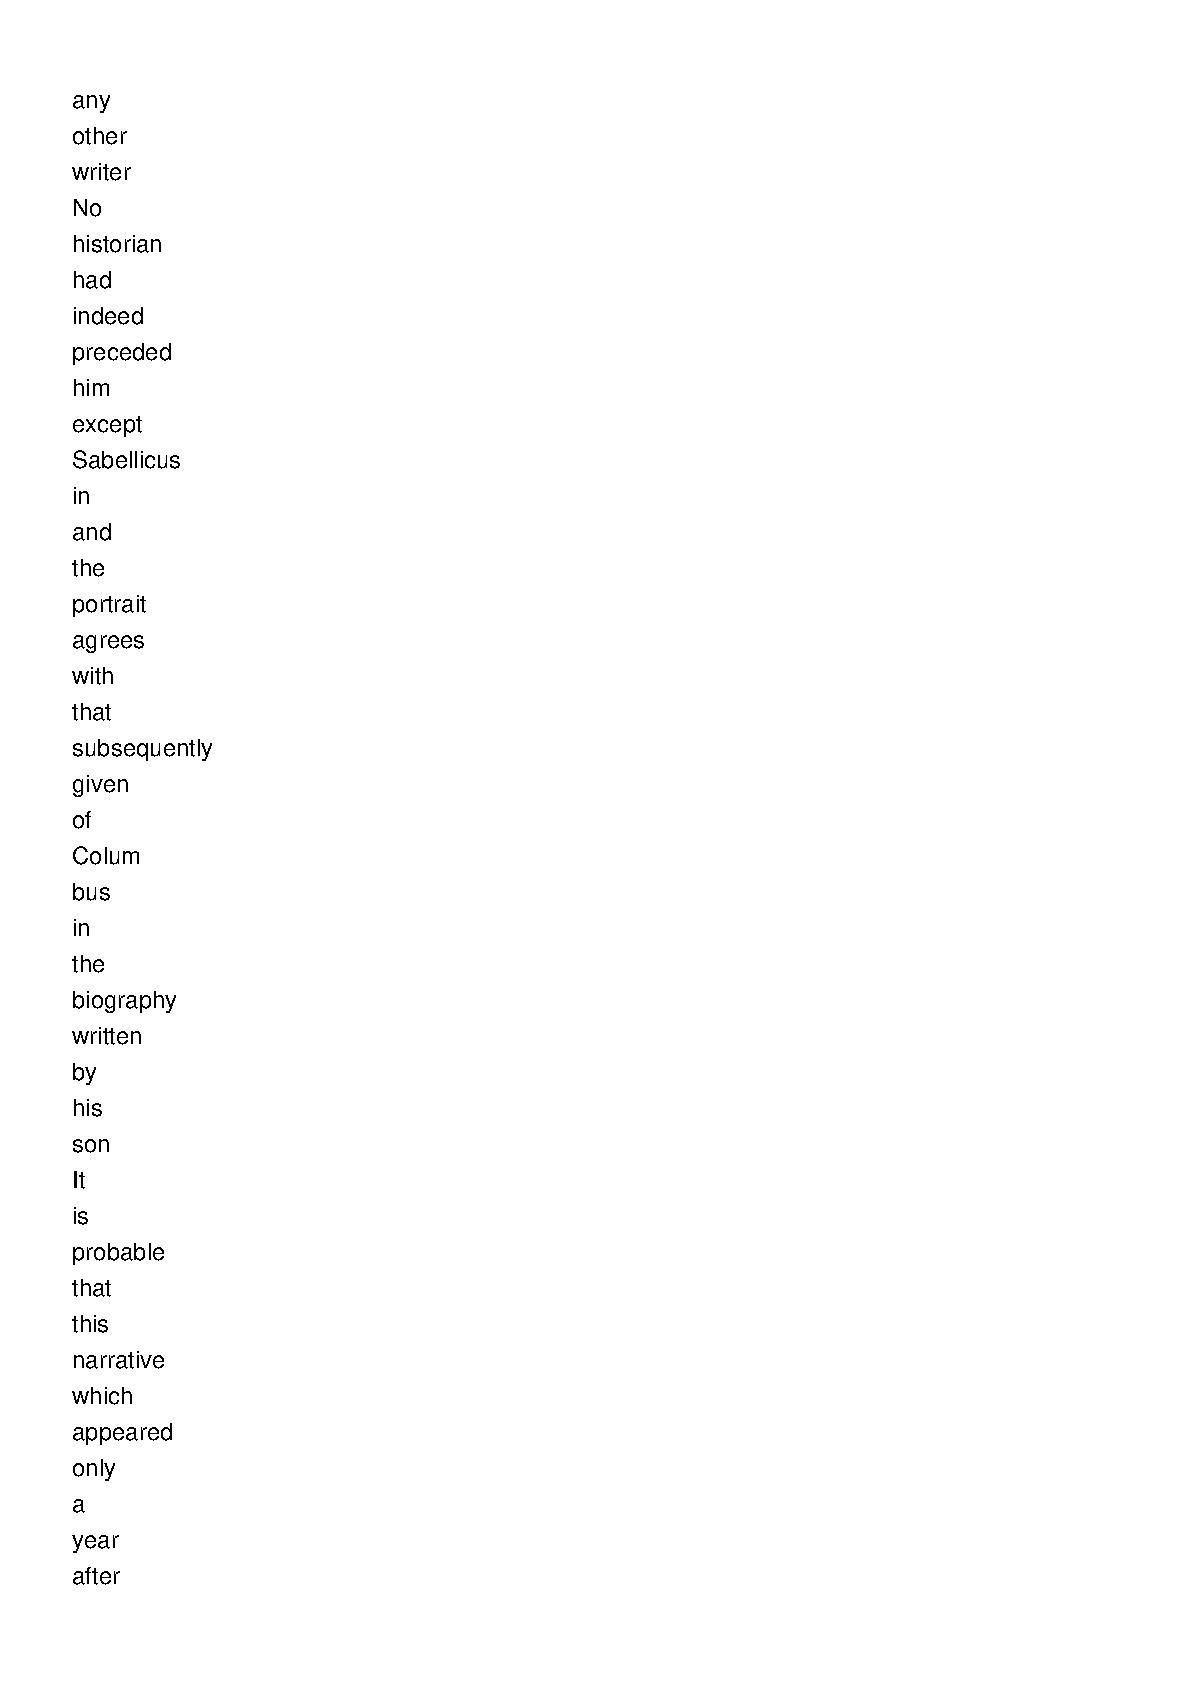 any
other
writer
No
historian
had
indeed
preceded
him
except
Sabellicus
in
and
the
portrait
agrees
with
that
subsequently
given
of
Colum
bus
in
the
biography
written
by
his
son
It
is
probable
that
this
narrative
which
appeared
only
a
year
after